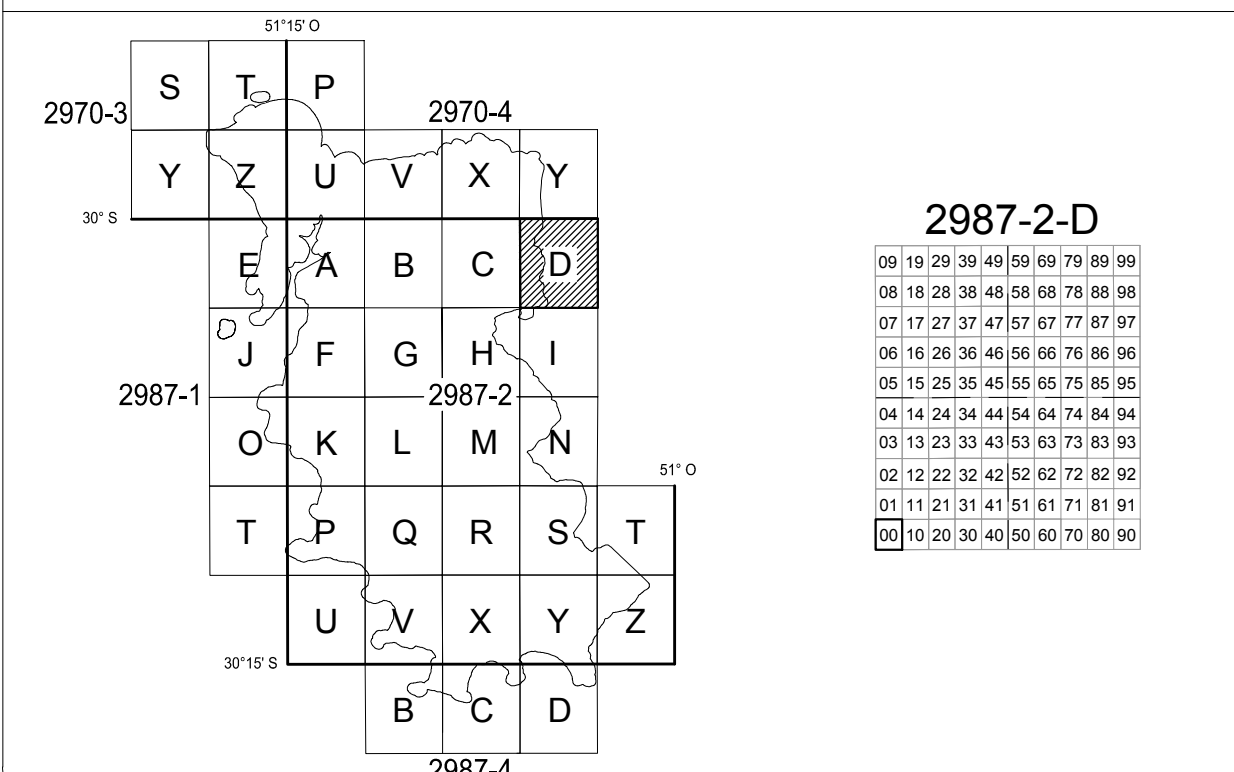 51°15' O
S T P
2970-3 2970-4
Y Z U V X Y
30° S
E A B C D
J F G H I
2987-1 2987-2
O K L M N
51° O
T P Q R S T
U V X Y Z
30°15' S
B C D
2987-4
2987-2-D
09 19 29 39 49 59 69 79 89 99
08 18 28 38 48 58 68 78 88 98
07 17 27 37 47 57 67 77 87 97
06 16 26 36 46 56 66 76 86 96
05 15 25 35 45 55 65 75 85 95
04 14 24 34 44 54 64 74 84 94
03 13 23 33 43 53 63 73 83 93
02 12 22 32 42 52 62 72 82 92
01 11 21 31 41 51 61 71 81 91
00 10 20 30 40 50 60 70 80 90